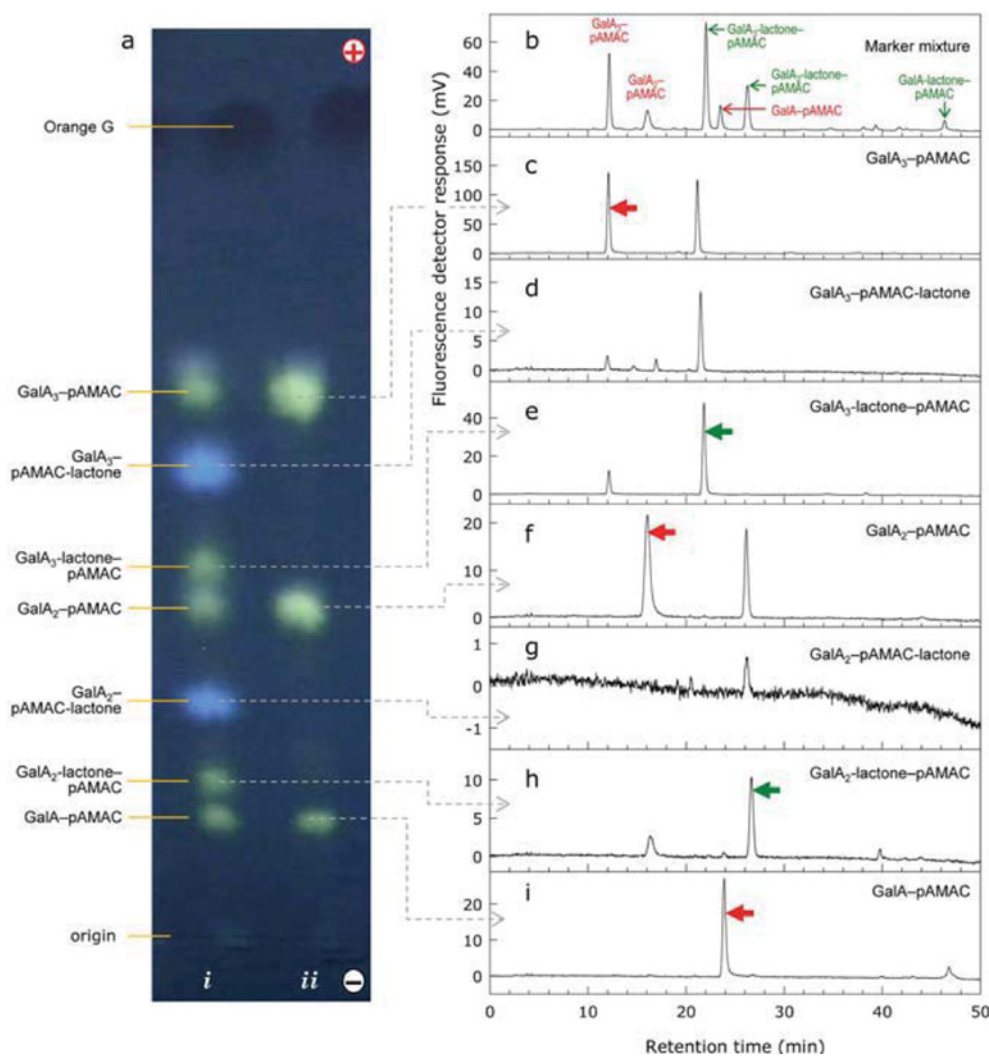 a
+
Orange G
GalA₃–pAMAC
GalA₃–
pAMAC-lactone
GalA₃-lactone–
pAMAC
GalA₂–pAMAC
GalA₂–
pAMAC-lactone
GalA₂-lactone–
pAMAC
GalA–pAMAC
origin
i
ii
−
Fluorescence detector response (mV)
b
Marker mixture
GalA₃–
pAMAC
GalA₂–
pAMAC
GalA₃-lactone–
pAMAC
GalA₂-lactone–
pAMAC
GalA–pAMAC
GalA-lactone–
pAMAC
60
40
20
0
c
GalA₃–pAMAC
150
100
50
0
d
GalA₃–pAMAC-lactone
15
10
5
0
e
GalA₃-lactone–pAMAC
40
20
0
f
GalA₂–pAMAC
20
10
0
g
GalA₂–pAMAC-lactone
1
0
-1
h
GalA₂-lactone–pAMAC
10
5
0
i
GalA–pAMAC
20
10
0
0 10 20 30 40 50
Retention time (min)